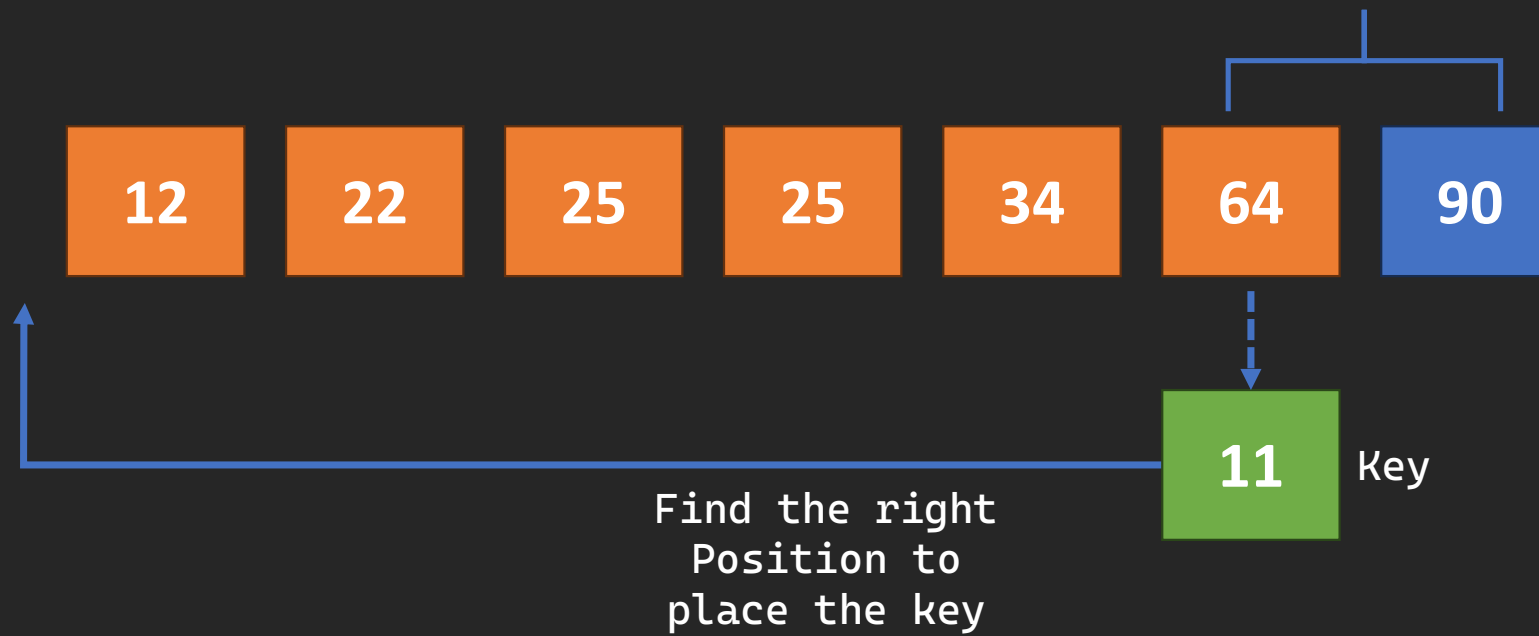 12 22 25 25 34 64 90
11 Key
Find the right
Position to
place the key